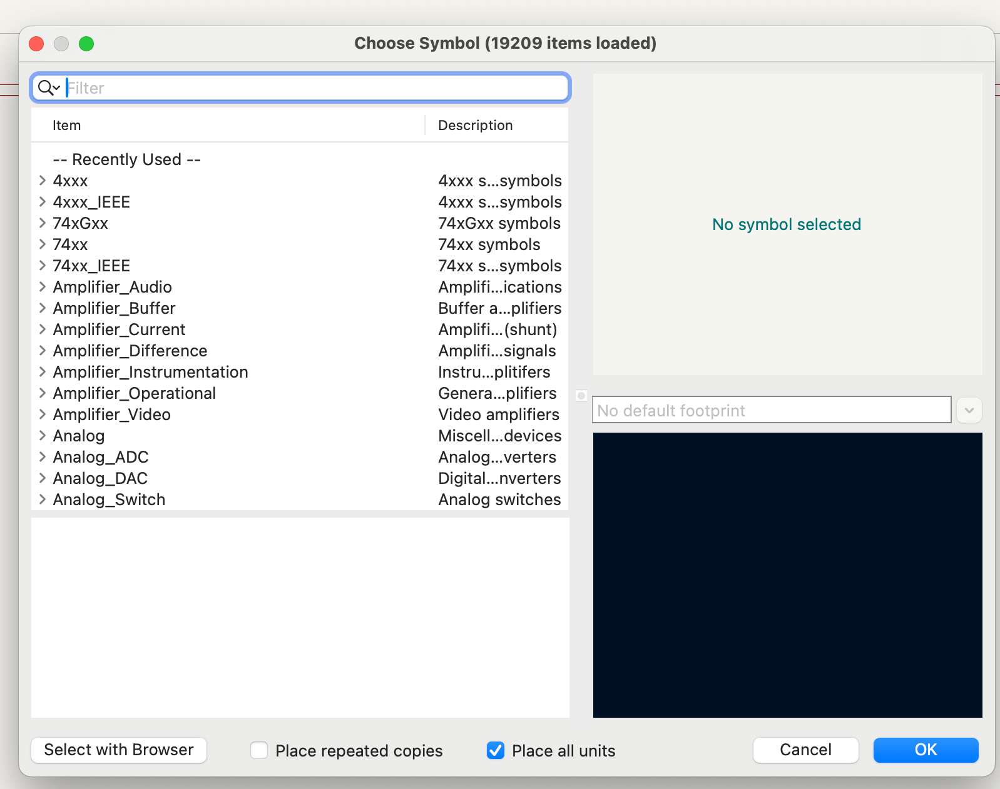 Choose Symbol (19209 items loaded)
Filter
Item Description
-- Recently Used --
4xxx 4xxx s...symbols
4xxx_IEEE 4xxx s...symbols
74xGxx 74xGxx symbols
74xx 74xx symbols
74xx_IEEE 74xx s...symbols
Amplifier_Audio Amplifi...ications
Amplifier_Buffer Buffer a...plifiers
Amplifier_Current Amplifi...(shunt)
Amplifier_Difference Amplifi...signals
Amplifier_Instrumentation Instru...plitifers
Amplifier_Operational Genera...plifiers
Amplifier_Video Video amplifiers
Analog Miscell...devices
Analog_ADC Analog...verters
Analog_DAC Digital...nverters
Analog_Switch Analog switches
No symbol selected
No default footprint
Select with Browser Place repeated copies Place all units Cancel OK